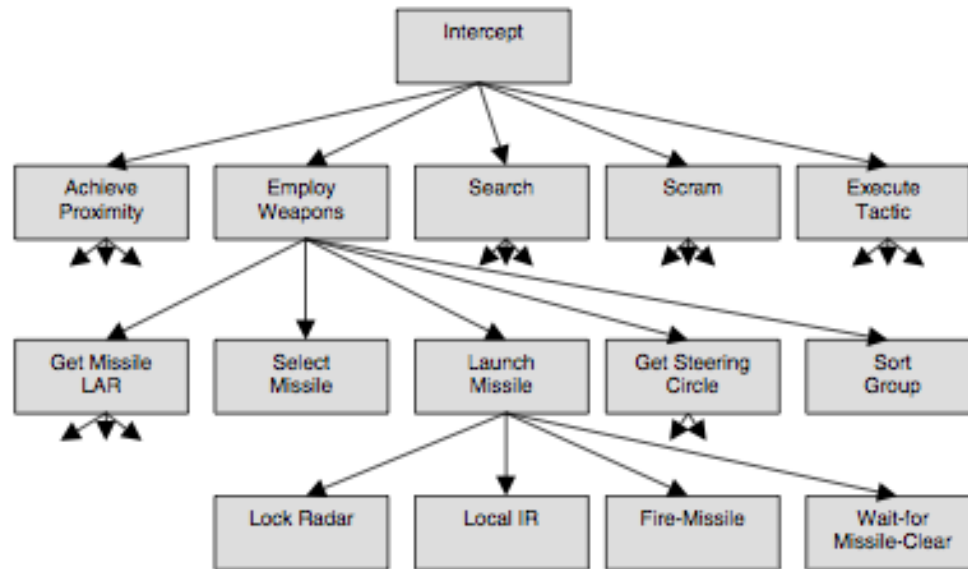 Intercept
Achieve
Proximity
Employ
Weapons
Search
Scram
Execute
Tactic
Get Missile
LAR
Select
Missile
Launch
Missile
Get Steering
Circle
Sort
Group
Lock Radar
Local IR
Fire-Missile
Wait-for
Missile-Clear